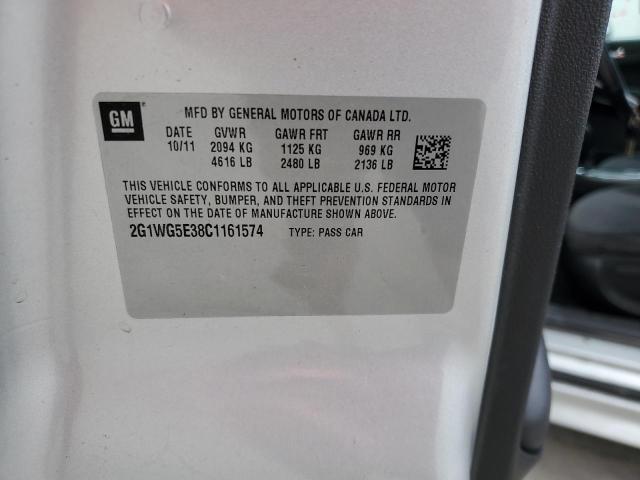 GM
MFD BY GENERAL MOTORS OF CANADA LTD.
DATE GVWR GAWR FRT GAWR RR
10/11 2094 KG 1125 KG 969 KG
4616 LB 2480 LB 2136 LB
THIS VEHICLE CONFORMS TO ALL APPLICABLE U.S. FEDERAL MOTOR
VEHICLE SAFETY, BUMPER, AND THEFT PREVENTION STANDARDS IN
EFFECT ON THE DATE OF MANUFACTURE SHOWN ABOVE.
2G1WG5E38C1161574 TYPE: PASS CAR